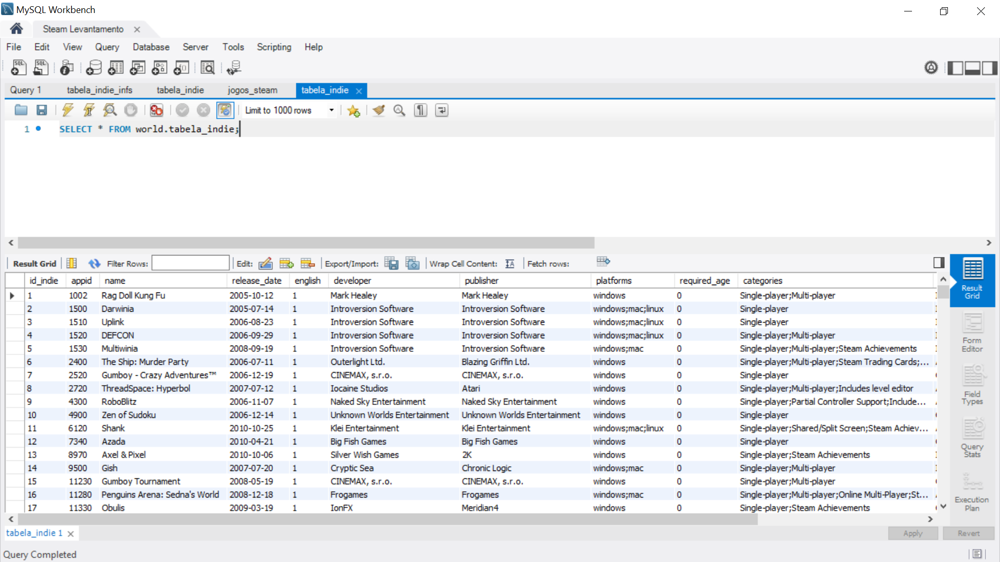 MySQL Workbench
Steam Levantamento
File Edit View Query Database Server Tools Scripting Help
Query 1 tabela_indie_infs tabela_indie jogos_steam tabela_indie
Limit to 1000 rows
1 SELECT * FROM world.tabela_indie;
Result Grid Filter Rows: Edit: Export/Import: Wrap Cell Content: Fetch rows:
id_indie appid name release_date english developer publisher platforms required_age categories
1 1002 Rag Doll Kung Fu 2005-10-12 1 Mark Healey Mark Healey windows 0 Single-player;Multi-player
2 1500 Darwinia 2005-07-14 1 Introversion Software Introversion Software windows;mac;linux 0 Single-player
3 1510 Uplink 2006-08-23 1 Introversion Software Introversion Software windows;mac;linux 0 Single-player
4 1520 DEFCON 2006-09-29 1 Introversion Software Introversion Software windows;mac;linux 0 Single-player;Multi-player
5 1530 Multiwinia 2008-09-19 1 Introversion Software Introversion Software windows;mac 0 Single-player;Multi-player;Steam Achievements
6 2400 The Ship: Murder Party 2006-07-11 1 Outerlight Ltd. Blazing Griffin Ltd. windows 0 Single-player;Multi-player;Steam Trading Cards;...
7 2520 Gumboy - Crazy Adventures™ 2006-12-19 1 CINEMAX, s.r.o. CINEMAX, s.r.o. windows 0 Single-player
8 2720 ThreadSpace: Hyperbol 2007-07-12 1 Iocaine Studios Atari windows 0 Single-player;Multi-player;Includes level editor
9 4300 RoboBlitz 2006-11-07 1 Naked Sky Entertainment Naked Sky Entertainment windows 0 Single-player;Partial Controller Support;Include...
10 4900 Zen of Sudoku 2006-12-14 1 Unknown Worlds Entertainment Unknown Worlds Entertainment windows 0 Single-player
11 6120 Shank 2010-10-25 1 Klei Entertainment Klei Entertainment windows;mac;linux 0 Single-player;Shared/Split Screen;Steam Achiev...
12 7340 Azada 2010-04-21 1 Big Fish Games Big Fish Games windows 0 Single-player
13 8970 Axel & Pixel 2010-10-06 1 Silver Wish Games 2K windows 0 Single-player;Steam Achievements
14 9500 Gish 2007-07-20 1 Cryptic Sea Chronic Logic windows;mac 0 Single-player;Multi-player
15 11230 Gumboy Tournament 2008-05-19 1 CINEMAX, s.r.o. CINEMAX, s.r.o. windows 0 Single-player;Multi-player
16 11280 Penguins Arena: Sedna's World 2008-12-18 1 Frogames Frogames windows;mac 0 Single-player;Multi-player;Online Multi-Player;St...
17 11330 Obulis 2009-03-19 1 IonFX Meridian4 windows 0 Single-player;Steam Achievements
Result
Grid
Form
Editor
Field
Types
Query
Stats
Execution
Plan
tabela_indie 1
Apply Revert
Query Completed